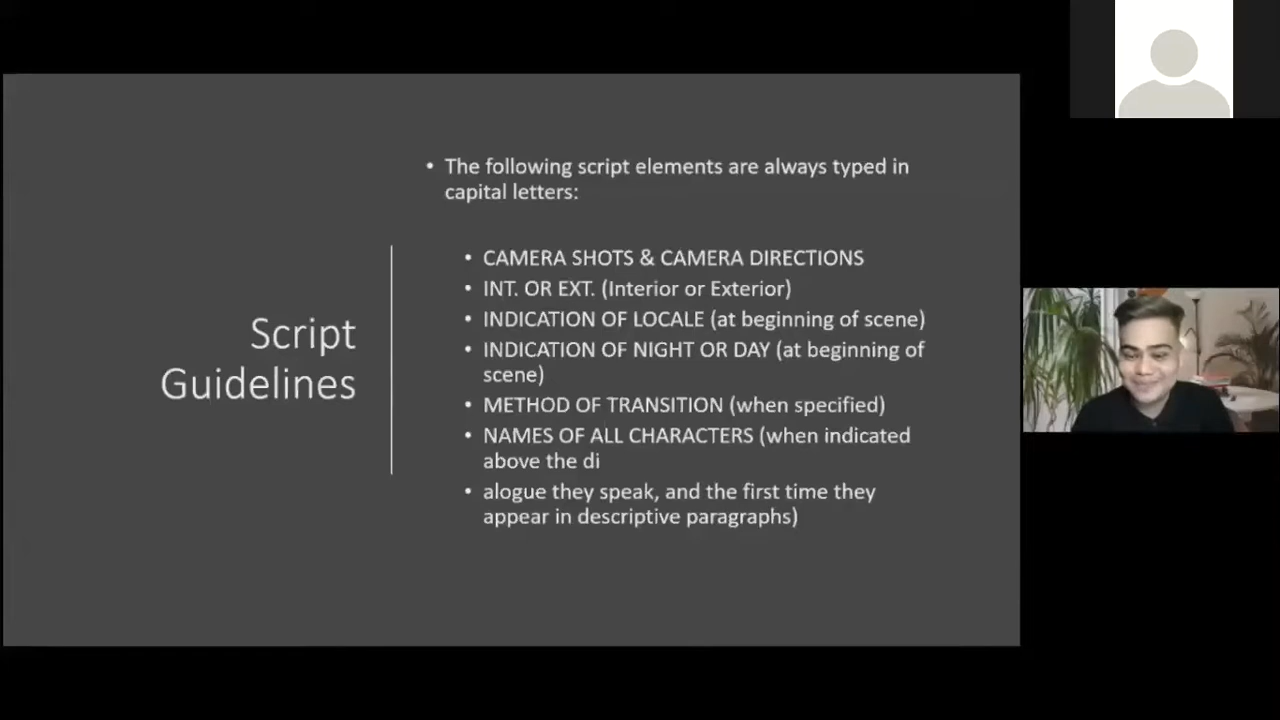 Script
Guidelines
• The following script elements are always typed in
capital letters:
• CAMERA SHOTS & CAMERA DIRECTIONS
• INT. OR EXT. (Interior or Exterior)
• INDICATION OF LOCALE (at beginning of scene)
• INDICATION OF NIGHT OR DAY (at beginning of
scene)
• METHOD OF TRANSITION (when specified)
• NAMES OF ALL CHARACTERS (when indicated
above the di
• alogue they speak, and the first time they
appear in descriptive paragraphs)